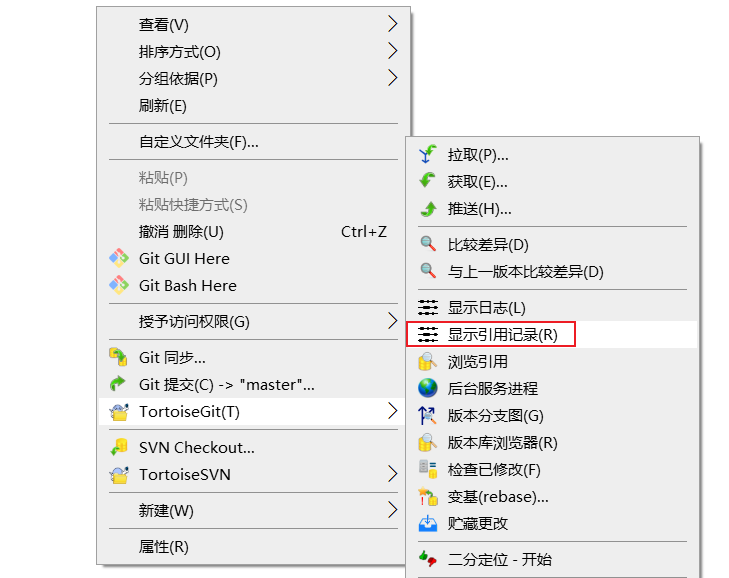 查看(V)
排序方式(O)
分组依据(P)
刷新(E)
自定义文件夹(F)...
粘贴(P)
粘贴快捷方式(S)
撤消 删除(U) Ctrl+Z
Git GUI Here
Git Bash Here
授予访问权限(G)
Git 同步...
Git 提交(C) -> "master"...
TortoiseGit(T)
SVN Checkout...
TortoiseSVN
新建(W)
属性(R)
拉取(P)...
获取(E)...
推送(H)...
比较差异(D)
与上一版本比较差异(D)
显示日志(L)
显示引用记录(R)
浏览引用
后台服务进程
版本分支图(G)
版本库浏览器(R)
检查已修改(F)
变基(rebase)...
贮藏更改
二分定位 - 开始